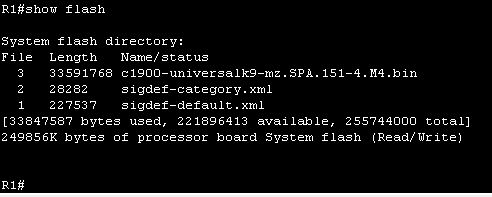 R1#show flash
System flash directory:
File  Length   Name/status
  3   33591768 c1900-universalk9-mz.SPA.151-4.M4.bin
  2   28282    sigdef-category.xml
  1   227537   sigdef-default.xml
[33847587 bytes used, 221896413 available, 255744000 total]
249856K bytes of processor board System flash (Read/Write)
R1#